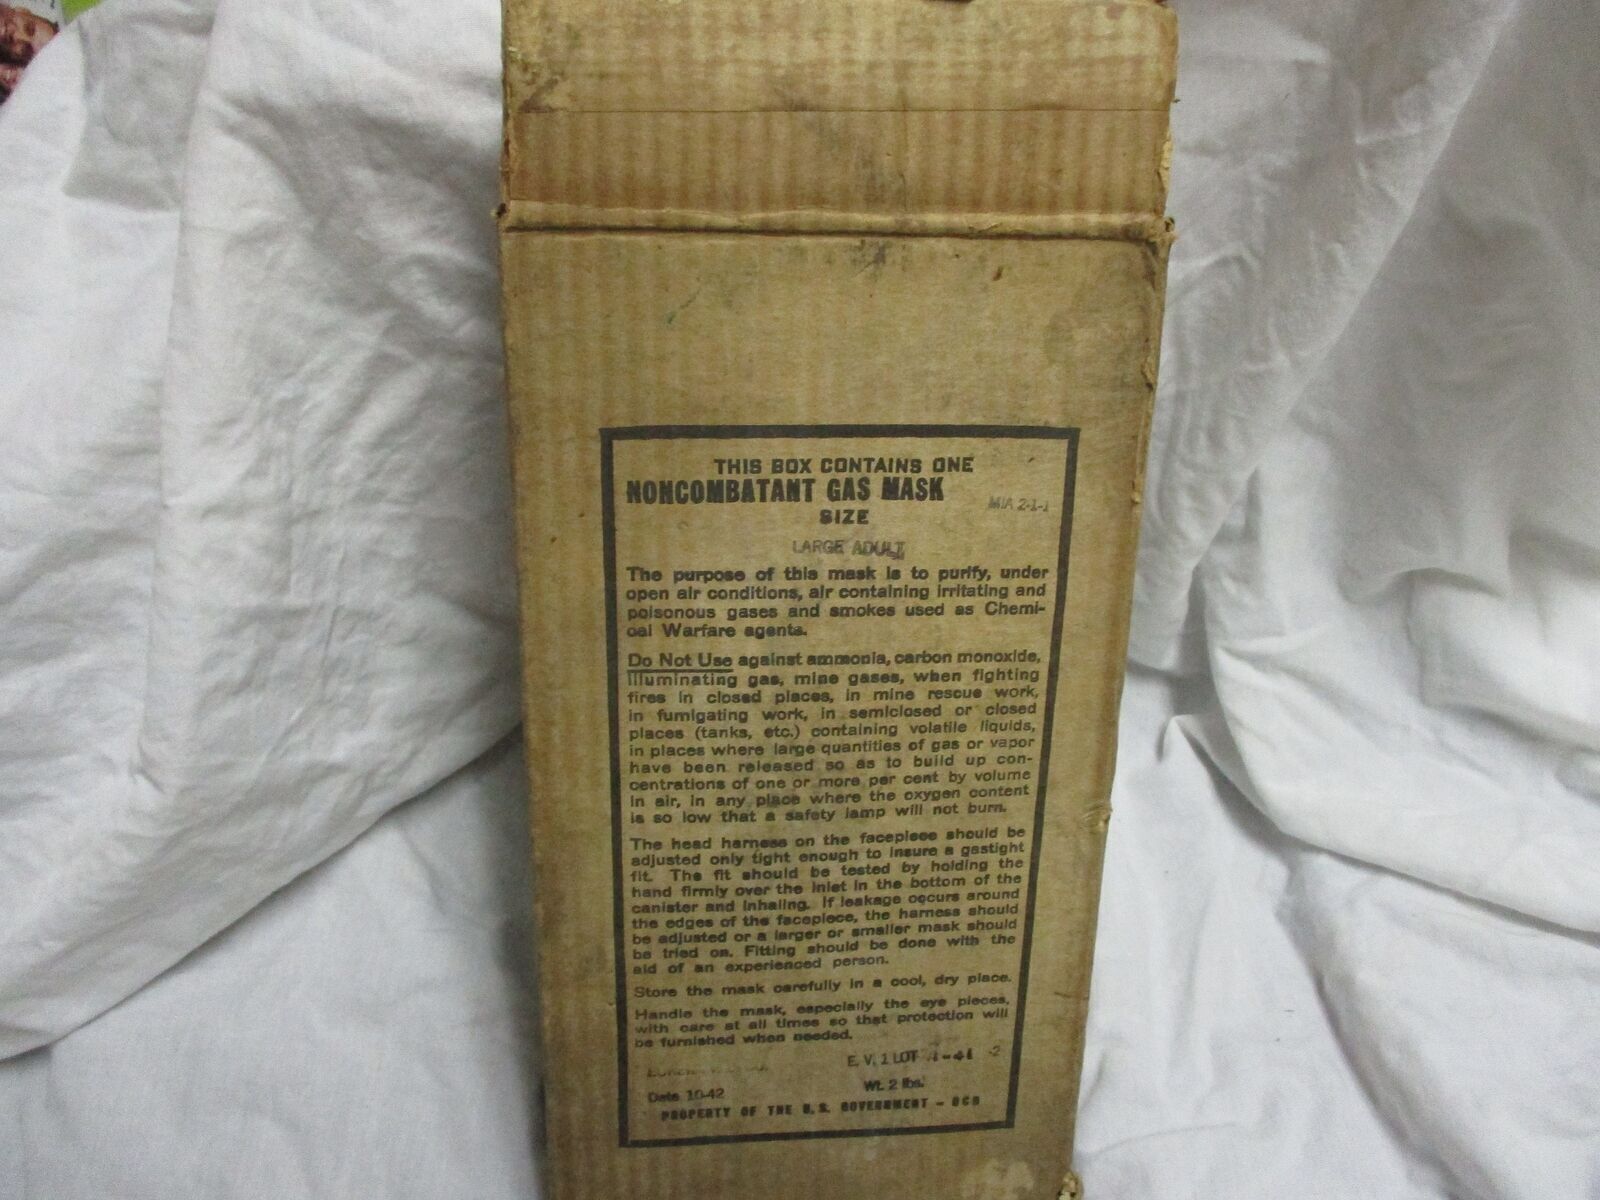 THIS BOX CONTAINS ONE
NONCOMBATANT GAS MASK
M1A 2-1-1
SIZE
LARGE ADULT
The purpose of this mask is to purify, under
open air conditions, air containing irritating and
poisonous gases and smokes used as Chemi-
cal Warfare agents.
Do Not Use against ammonia, carbon monoxide,
illuminating gas, mine gases, when fighting
fires in closed places, in mine rescue work,
in fumigating work, in semiclosed or closed
places (tanks, etc.) containing volatile liquids,
in places where large quantities of gas or vapor
have been released so as to build up con-
centrations of one or more per cent by volume
in air, in any place where the oxygen content
is so low that a safety lamp will not burn.
The head harness on the facepiece should be
adjusted only tight enough to insure a gastight
fit. The fit should be tested by holding the
hand firmly over the inlet in the bottom of the
canister and inhaling. If leakage occurs around
the edges of the facepiece, the harness should
be adjusted or a larger or smaller mask should
be tried on. Fitting should be done with the
aid of an experienced person.
Store the mask carefully in a cool, dry place.
Handle the mask, especially the eye pieces,
with care at all times so that protection will
be furnished when needed.
E. V. 1 LOT
Date 10-42
Wt. 2 lbs.
PROPERTY OF THE U. S. GOVERNMENT - OCD